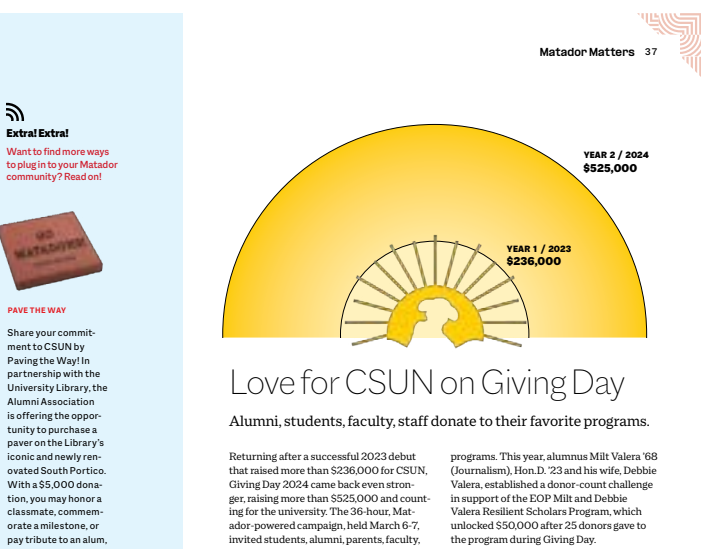 Matador Matters 37
Extra! Extra!
Want to find more ways
to plug in to your Matador
community? Read on!
GO
MATADORS!
PAVE THE WAY
Share your commit-
ment to CSUN by
Paving the Way! In
partnership with the
University Library, the
Alumni Association
is offering the oppor-
tunity to purchase a
paver on the Library's
iconic and newly ren-
ovated South Portico.
With a $5,000 dona-
tion, you may honor a
classmate, commem-
orate a milestone, or
pay tribute to an alum,
YEAR 2 / 2024
$525,000
YEAR 1 / 2023
$236,000
Love for CSUN on Giving Day
Alumni, students, faculty, staff donate to their favorite programs.
Returning after a successful 2023 debut
that raised more than $236,000 for CSUN,
Giving Day 2024 came back even stron-
ger, raising more than $525,000 and count-
ing for the university. The 36-hour, Mat-
ador-powered campaign, held March 6-7,
invited students, alumni, parents, faculty,
programs. This year, alumnus Milt Valera '68
(Journalism), Hon.D. '23 and his wife, Debbie
Valera, established a donor-count challenge
in support of the EOP Milt and Debbie
Valera Resilient Scholars Program, which
unlocked $50,000 after 25 donors gave to
the program during Giving Day.